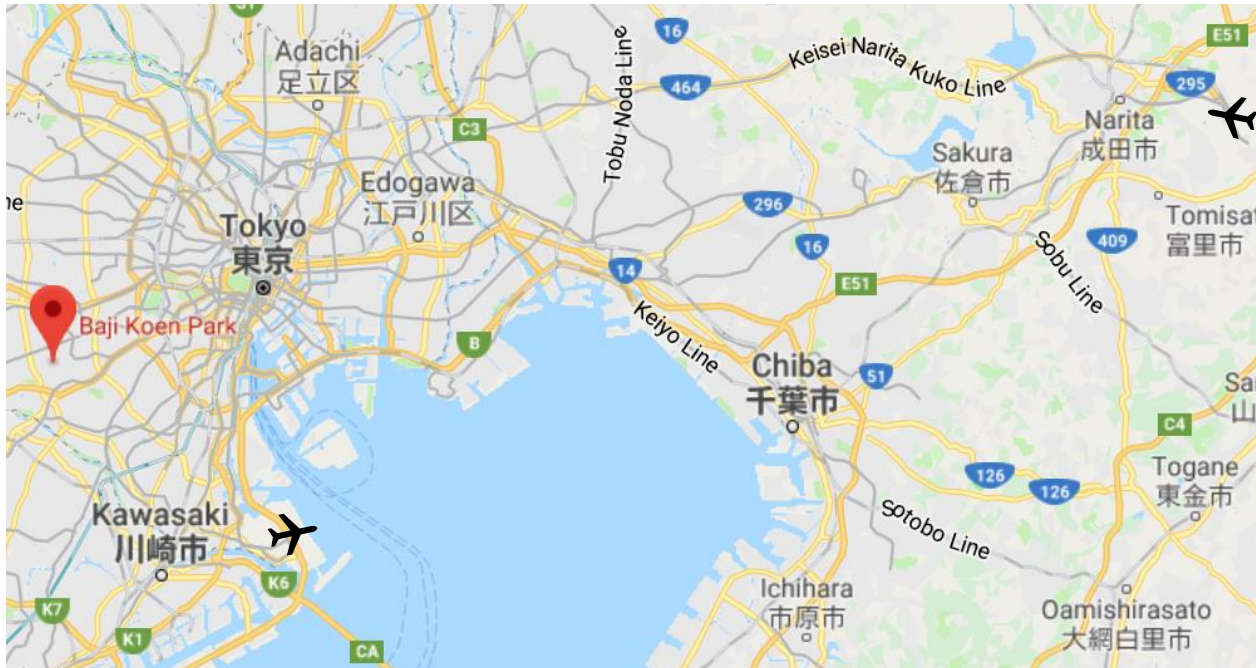 16
E51
Adachi
足立区
Tobu Noda Line
Keisei Narita Kuko Line
464
295
C3
Narita
成田市
Sakura
佐倉市
Edogawa
江戸川区
296
Tokyo
東京
16
409
富里市
14
Sobu Line
E51
Baji Koen Park
B
Keiyo Line
Chiba
千葉市
51
C4
126
126
Togane
東金市
Kawasaki
川崎市
Sotobo Line
K6
Ichihara
市原市
Oamishirasato
大網白里市
K7
K1
CA